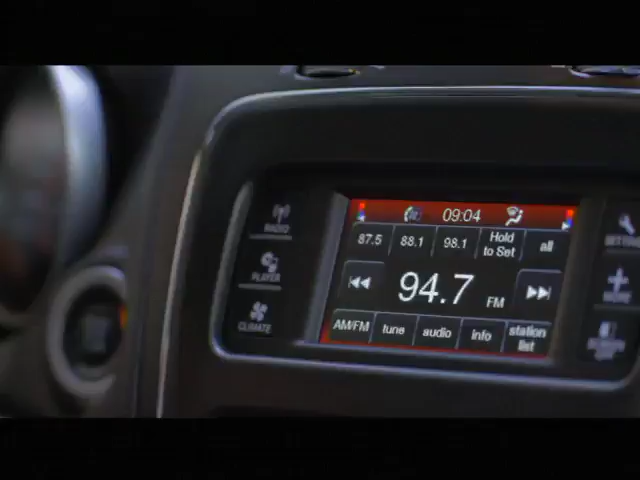 09:04
87.5 88.1 98.1 Hold to Set all
94.7 FM
AM/FM tune audio info station list
RADIO
PLAYER
CLIMATE
MORE